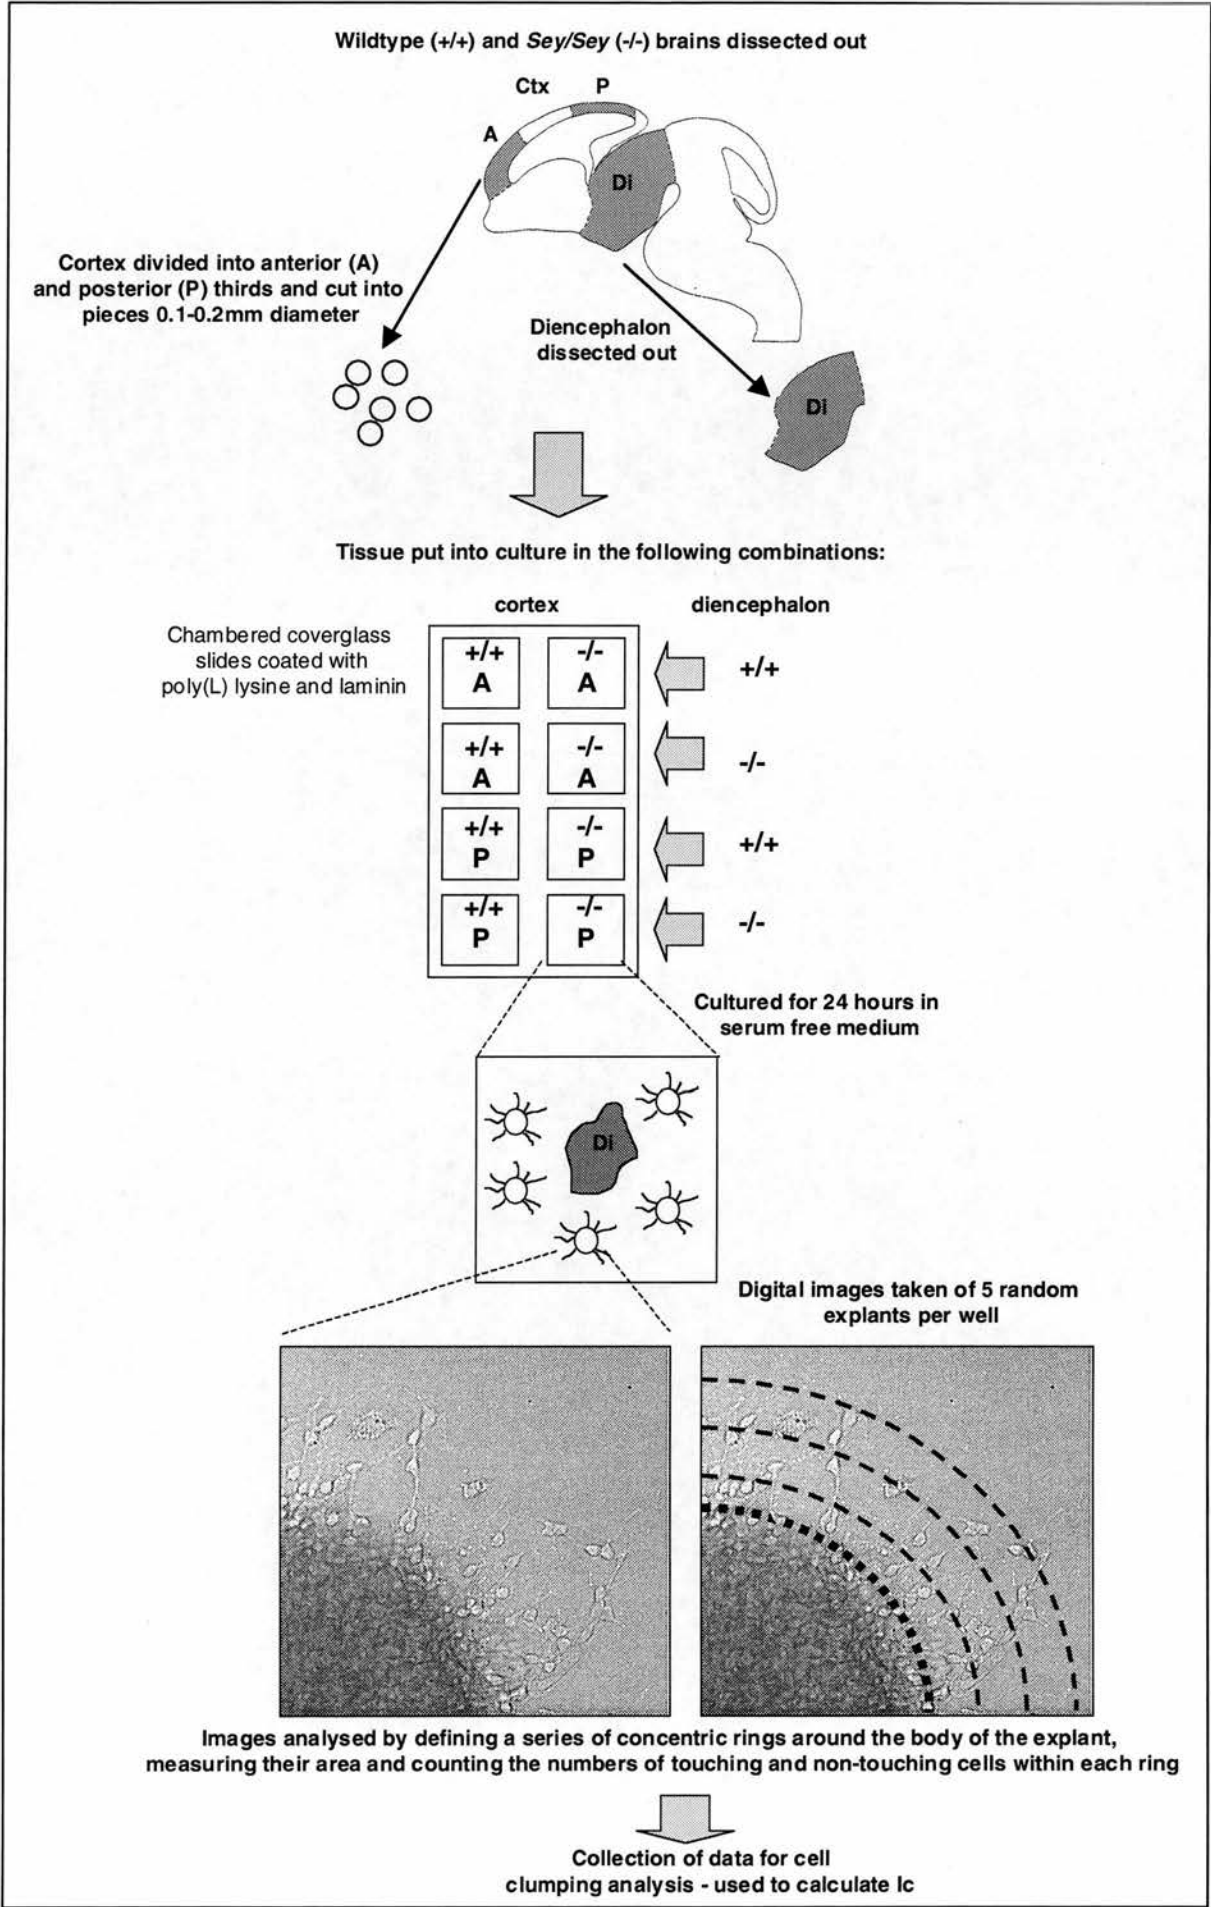 Wildtype (+/+) and Sey/Sey (-/-) brains dissected out
Ctx P
A
Di
Cortex divided into anterior (A)
and posterior (P) thirds and cut into
pieces 0.1-0.2mm diameter
Diencephalon
dissected out
Di
Tissue put into culture in the following combinations:
cortex diencephalon
Chambered coverglass
slides coated with
poly(L) lysine and laminin
+/+ -/- +/+
A A
+/+ -/- -/-
A A
+/+ -/- +/+
P P
+/+ -/- -/-
P P
Cultured for 24 hours in
serum free medium
Di
Digital images taken of 5 random
explants per well
Images analysed by defining a series of concentric rings around the body of the explant,
measuring their area and counting the numbers of touching and non-touching cells within each ring
Collection of data for cell
clumping analysis - used to calculate Ic